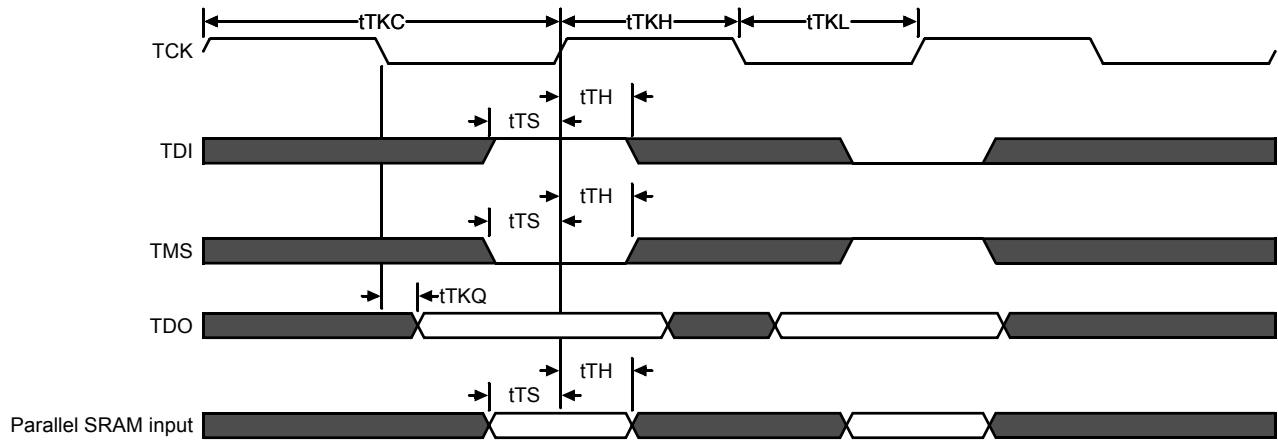 tTKC
tTKH
tTKL
TCK
tTH
tTS
TDI
tTH
tTS
TMS
tTKQ
TDO
tTH
tTS
Parallel SRAM input